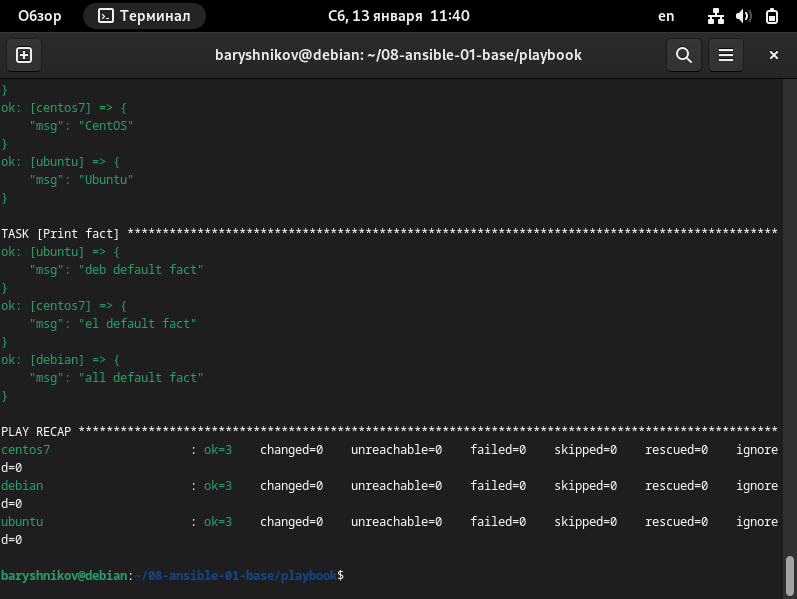 Обзор Терминал Сб, 13 января 11:40 en
baryshnikov@debian: ~/08-ansible-01-base/playbook
}
ok: [centos7] => {
    "msg": "CentOS"
}
ok: [ubuntu] => {
    "msg": "Ubuntu"
}
TASK [Print fact] *********************************************************************************************
ok: [ubuntu] => {
    "msg": "deb default fact"
}
ok: [centos7] => {
    "msg": "el default fact"
}
ok: [debian] => {
    "msg": "all default fact"
}
PLAY RECAP ****************************************************************************************************
centos7                    : ok=3    changed=0    unreachable=0    failed=0    skipped=0    rescued=0    ignore
d=0
debian                     : ok=3    changed=0    unreachable=0    failed=0    skipped=0    rescued=0    ignore
d=0
ubuntu                     : ok=3    changed=0    unreachable=0    failed=0    skipped=0    rescued=0    ignore
d=0
baryshnikov@debian:~/08-ansible-01-base/playbook$